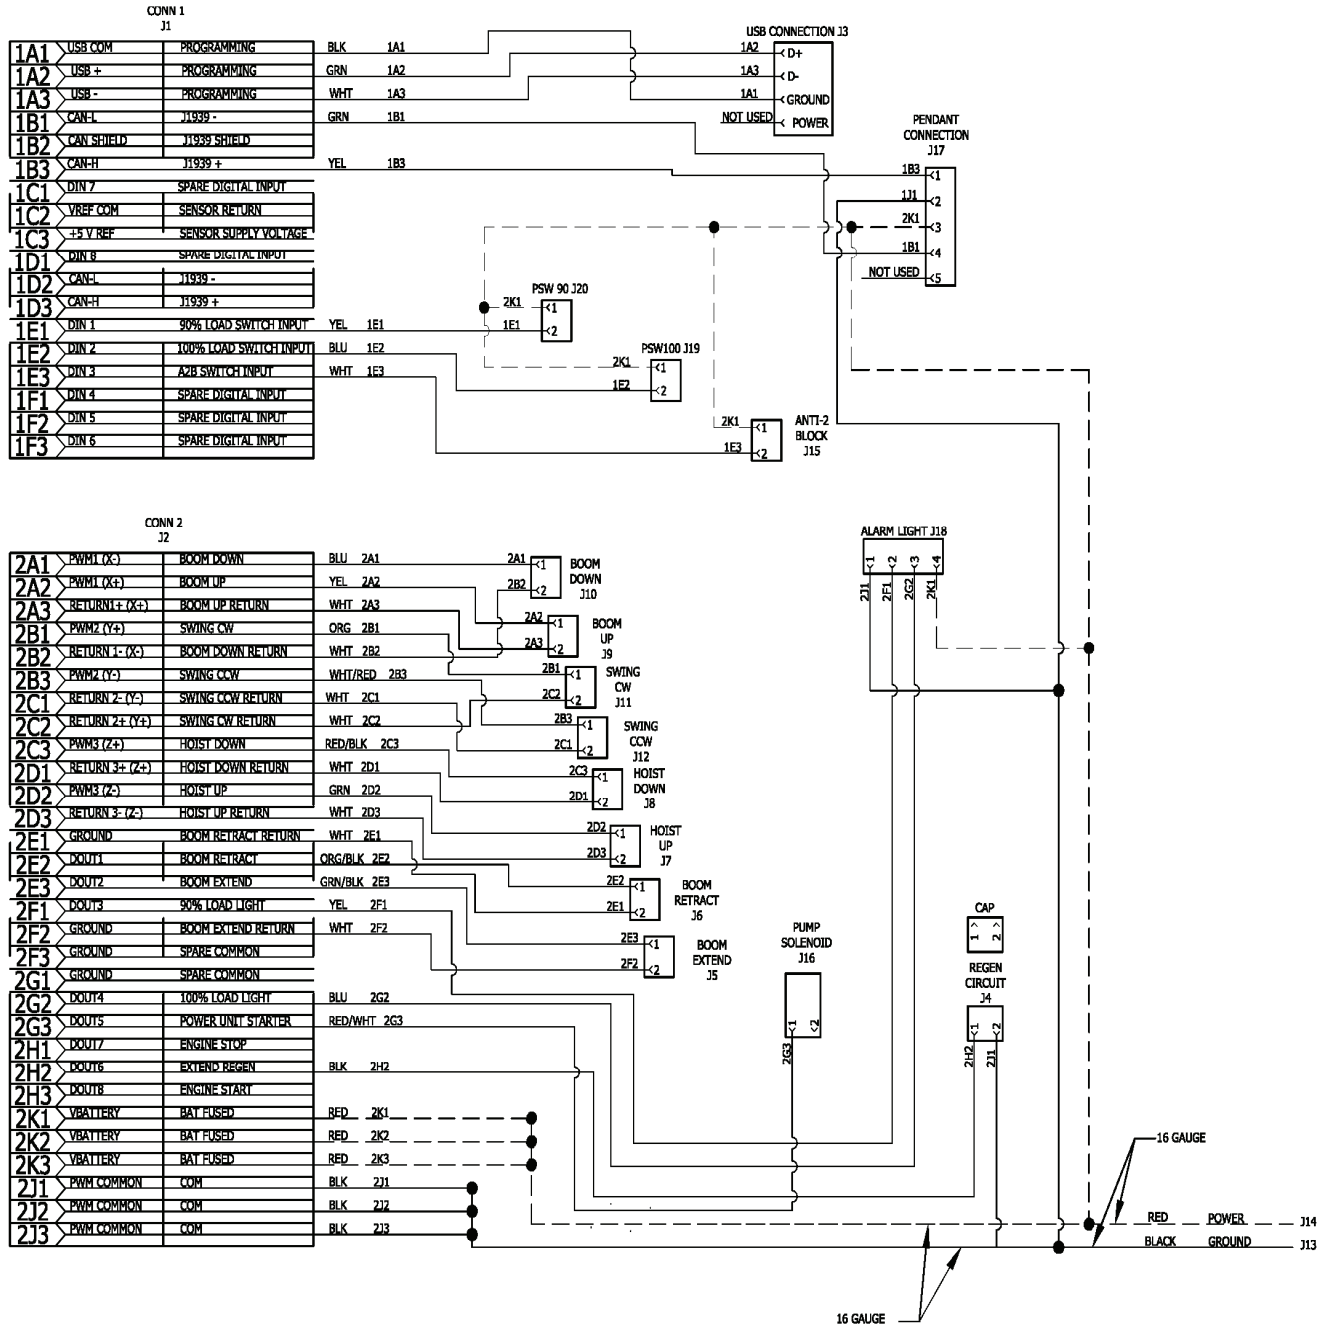 CONN 1
J1
1A1 USB COM PROGRAMMING BLK 1A1
1A2 USB + PROGRAMMING GRN 1A2
1A3 USB - PROGRAMMING WHT 1A3
1B1 CAN-L J1939 - GRN 1B1
1B2 CAN SHIELD J1939 SHIELD
1B3 CAN-H J1939 + YEL 1B3
1C1 DIN 7 SPARE DIGITAL INPUT
1C2 VREF COM SENSOR RETURN
1C3 +5 V REF SENSOR SUPPLY VOLTAGE
1D1 DIN 8 SPARE DIGITAL INPUT
1D2 CAN-L J1939 -
1D3 CAN-H J1939 +
1E1 DIN 1 90% LOAD SWITCH INPUT YEL 1E1
1E2 DIN 2 100% LOAD SWITCH INPUT BLU 1E2
1E3 DIN 3 A2B SWITCH INPUT WHT 1E3
1F1 DIN 4 SPARE DIGITAL INPUT
1F2 DIN 5 SPARE DIGITAL INPUT
1F3 DIN 6 SPARE DIGITAL INPUT
USB CONNECTION J3
1A2 D+
1A3 D-
1A1 GROUND
NOT USED POWER
PENDANT
CONNECTION
J17
1B3 1
1J1 2
2K1 3
1B1 4
NOT USED 5
PSW 90 J20
2K1 1
1E1 2
PSW100 J19
2K1 1
1E2 2
ANTI-2
BLOCK
J15
2K1 1
1E3 2
CONN 2
J2
2A1 PWM1 (X-) BOOM DOWN BLU 2A1
2A2 PWM1 (X+) BOOM UP YEL 2A2
2A3 RETURN1+ (X+) BOOM UP RETURN WHT 2A3
2B1 PWM2 (Y+) SWING CW ORG 2B1
2B2 RETURN 1- (X-) BOOM DOWN RETURN WHT 2B2
2B3 PWM2 (Y-) SWING CCW WHT/RED 2B3
2C1 RETURN 2- (Y-) SWING CCW RETURN WHT 2C1
2C2 RETURN 2+ (Y+) SWING CW RETURN WHT 2C2
2C3 PWM3 (Z+) HOIST DOWN RED/BLK 2C3
2D1 RETURN 3+ (Z+) HOIST DOWN RETURN WHT 2D1
2D2 PWM3 (Z-) HOIST UP GRN 2D2
2D3 RETURN 3- (Z-) HOIST UP RETURN WHT 2D3
2E1 GROUND BOOM RETRACT RETURN WHT 2E1
2E2 DOUT1 BOOM RETRACT ORG/BLK 2E2
2E3 DOUT2 BOOM EXTEND GRN/BLK 2E3
2F1 DOUT3 90% LOAD LIGHT YEL 2F1
2F2 GROUND BOOM EXTEND RETURN WHT 2F2
2F3 GROUND SPARE COMMON
2G1 GROUND SPARE COMMON
2G2 DOUT4 100% LOAD LIGHT BLU 2G2
2G3 DOUT5 POWER UNIT STARTER RED/WHT 2G3
2H1 DOUT7 ENGINE STOP
2H2 DOUT6 EXTEND REGEN BLK 2H2
2H3 DOUT8 ENGINE START
2K1 VBATTERY BAT FUSED RED 2K1
2K2 VBATTERY BAT FUSED RED 2K2
2K3 VBATTERY BAT FUSED RED 2K3
2J1 PWM COMMON COM BLK 2J1
2J2 PWM COMMON COM BLK 2J2
2J3 PWM COMMON COM BLK 2J3
2A1 1
2B2 2
BOOM
DOWN
J10
2A2 1
2A3 2
BOOM
UP
J9
2B1 1
2C2 2
SWING
CW
J11
2B3 1
2C1 2
SWING
CCW
J12
2C3 1
2D1 2
HOIST
DOWN
J8
2D2 1
2D3 2
HOIST
UP
J7
2E2 1
2E1 2
BOOM
RETRACT
J6
2E3 1
2F2 2
BOOM
EXTEND
J5
ALARM LIGHT J18
1 2 3 4
2J1 2F1 2G2 2K1
PUMP
SOLENOID
J16
1 2
2G3
CAP
1 2
REGEN
CIRCUIT
J4
1 2
2H2 2J1
16 GAUGE
RED POWER J14
BLACK GROUND J13
16 GAUGE